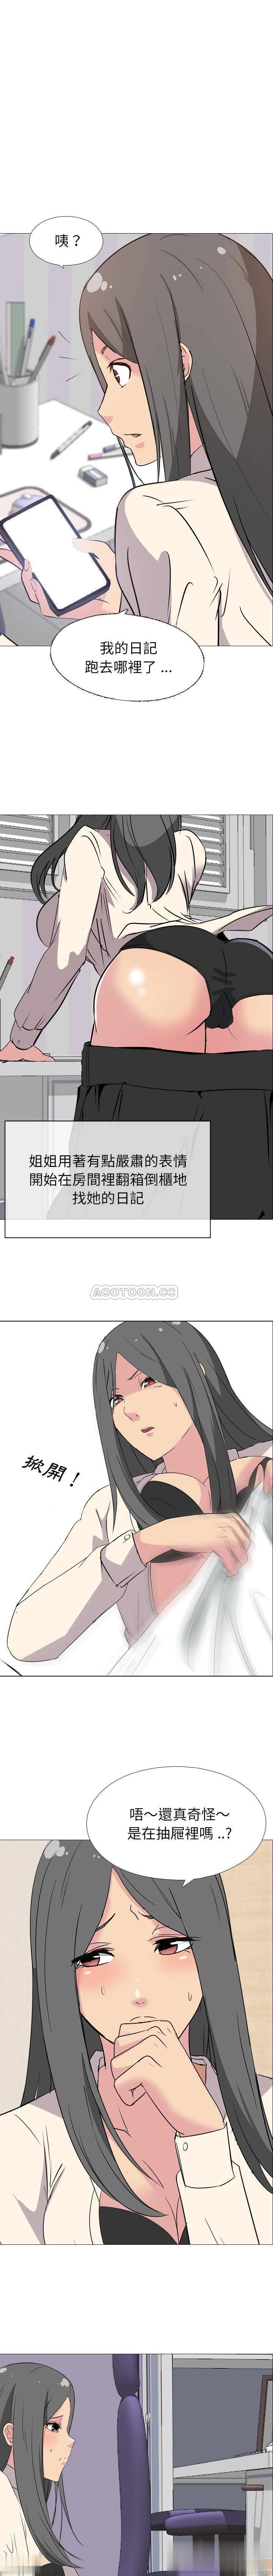 咦？
我的日記
跑去哪裡了 ...
姐姐用著有點嚴肅的表情
開始在房間裡翻箱倒櫃地
找她的日記
AOOTOON.CC
掀開！
唔～還真奇怪～
是在抽屜裡嗎 ..?